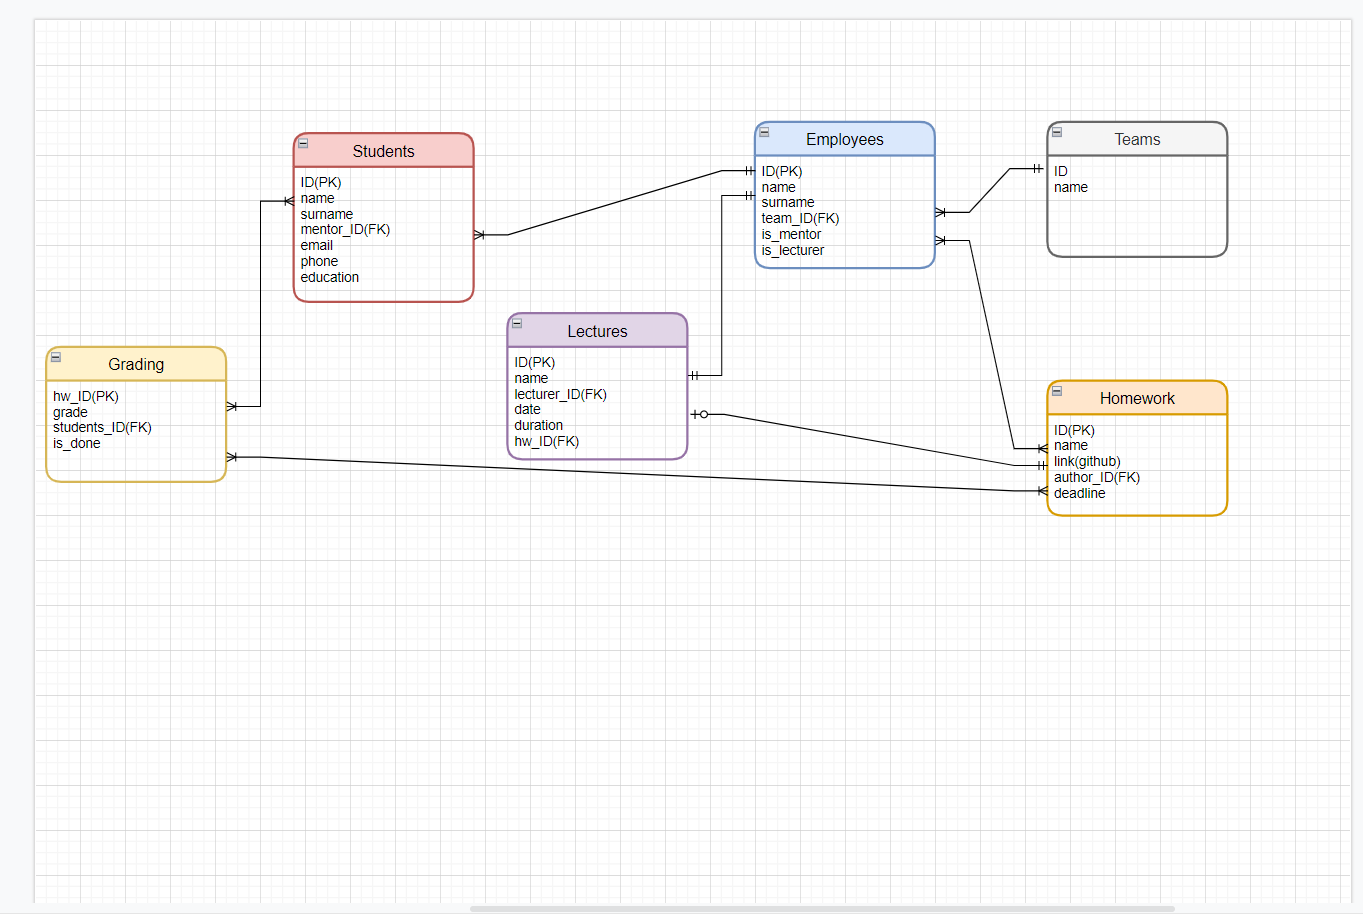 Students
ID(PK)
name
surname
mentor_ID(FK)
email
phone
education
Employees
ID(PK)
name
surname
team_ID(FK)
is_mentor
is_lecturer
Teams
ID
name
Lectures
ID(PK)
name
lecturer_ID(FK)
date
duration
hw_ID(FK)
Grading
hw_ID(PK)
grade
students_ID(FK)
is_done
Homework
ID(PK)
name
link(github)
author_ID(FK)
deadline